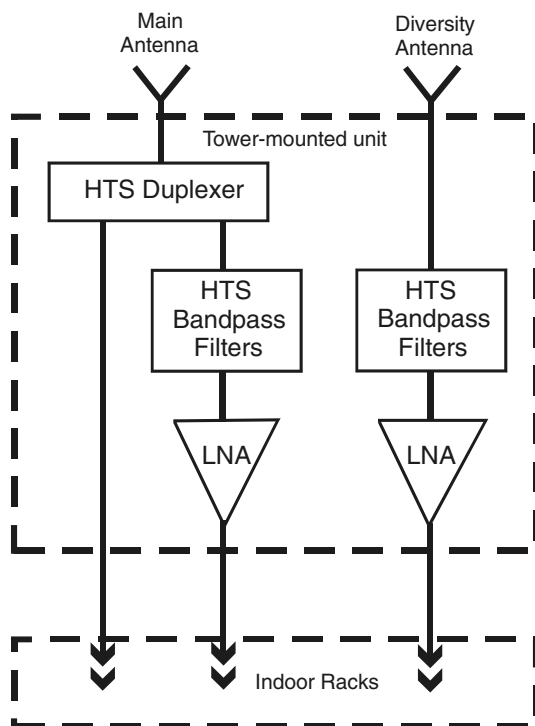 Main
Antenna
Diversity
Antenna
Tower-mounted unit
HTS Duplexer
HTS
Bandpass
Filters
HTS
Bandpass
Filters
LNA
LNA
Indoor Racks